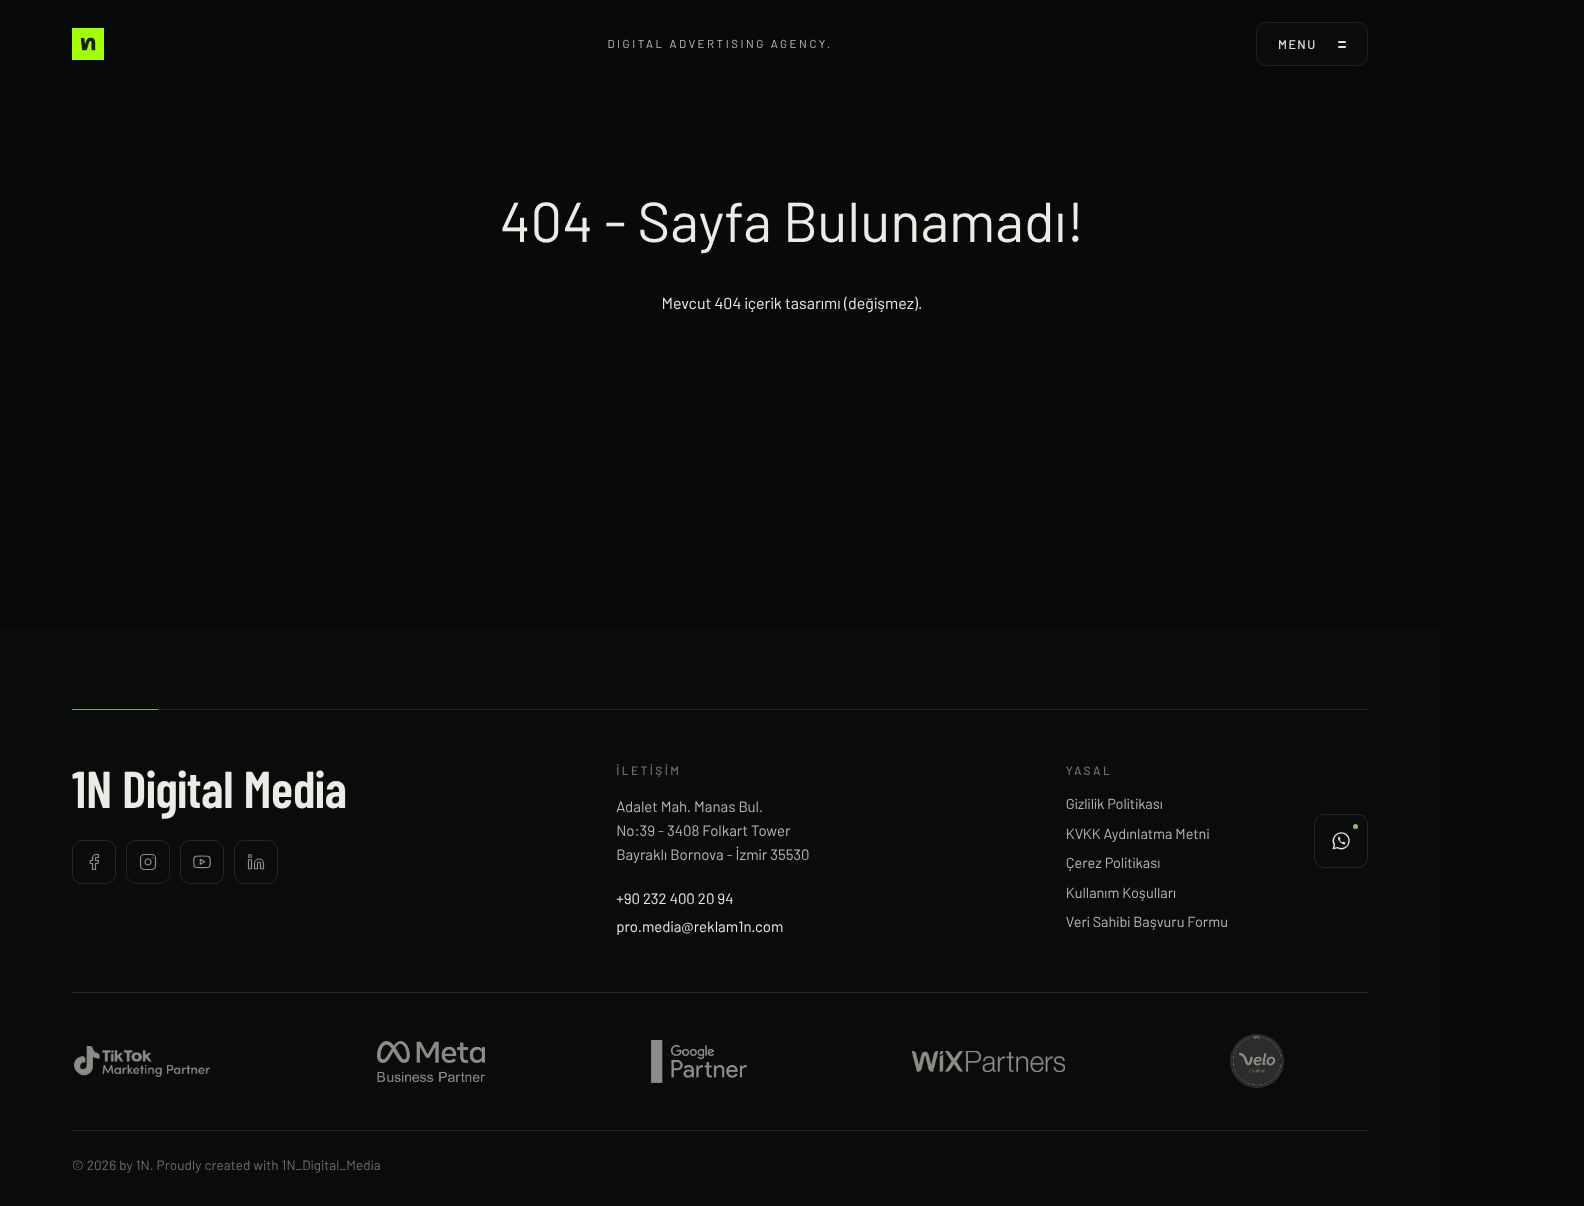 n
DIGITAL ADVERTISING AGENCY.
MENU
404 - Sayfa Bulunamadı!
Mevcut 404 içerik tasarımı (değişmez).
1N Digital Media
İLETİŞİM
Adalet Mah. Manas Bul.
No:39 - 3408 Folkart Tower
Bayraklı Bornova - İzmir 35530
+90 232 400 20 94
pro.media@reklam1n.com
YASAL
Gizlilik Politikası
KVKK Aydınlatma Metni
Çerez Politikası
Kullanım Koşulları
Veri Sahibi Başvuru Formu
TikTok
Marketing Partner
Meta
Business Partner
Google
Partner
WiXPartners
velo
© 2026 by 1N. Proudly created with 1N_Digital_Media